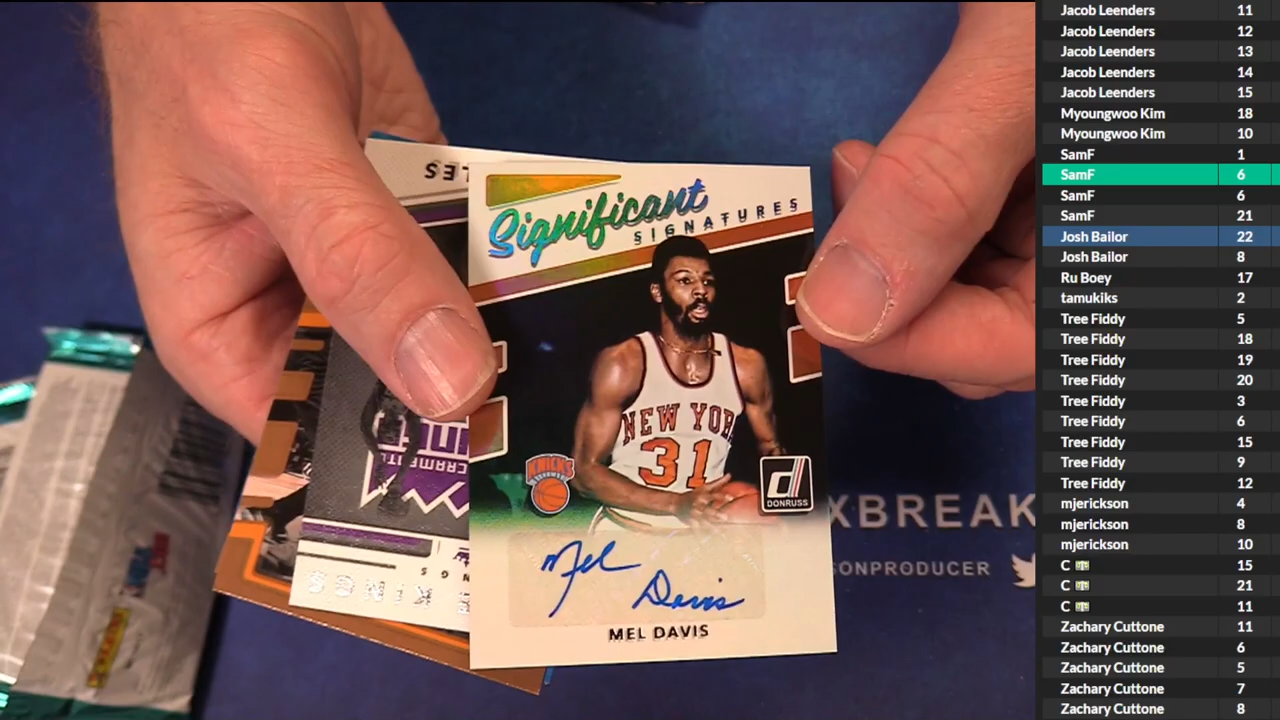 Significant
SIGNATURES
NEW YOR
31
KNICKS
d
DONRUSS
Mel
Davis
MEL DAVIS
XBREAK
SONPRODUCER
Jacob Leenders 11
Jacob Leenders 12
Jacob Leenders 13
Jacob Leenders 14
Jacob Leenders 15
Myoungwoo Kim 18
Myoungwoo Kim 10
SamF 1
SamF 6
SamF 6
SamF 21
Josh Bailor 22
Josh Bailor 8
Ru Boey 17
tamukiks 2
Tree Fiddy 5
Tree Fiddy 18
Tree Fiddy 19
Tree Fiddy 20
Tree Fiddy 3
Tree Fiddy 6
Tree Fiddy 15
Tree Fiddy 9
Tree Fiddy 12
mjerickson 4
mjerickson 8
mjerickson 10
C 15
C 21
C 11
Zachary Cuttone 11
Zachary Cuttone 6
Zachary Cuttone 5
Zachary Cuttone 7
Zachary Cuttone 8